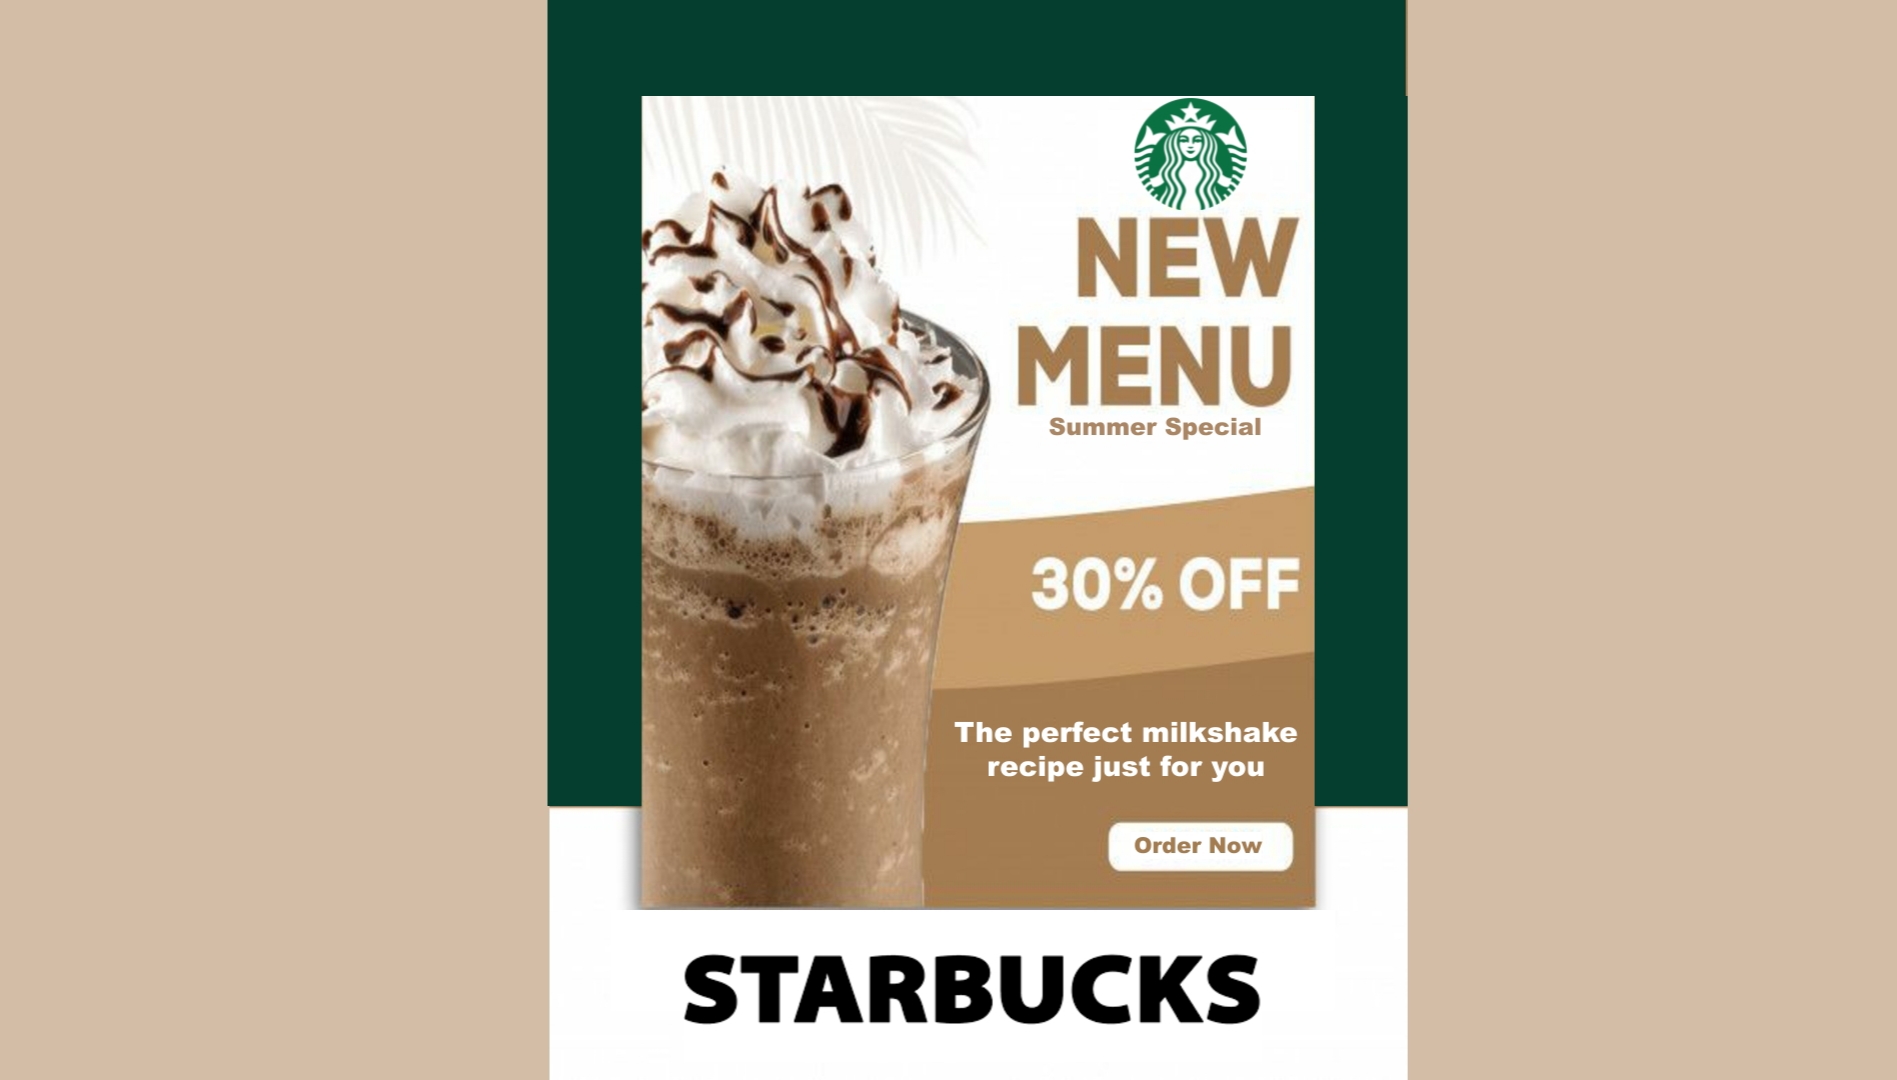 NEW
MENU
Summer Special
30% OFF
The perfect milkshake
recipe just for you
Order Now
STARBUCKS